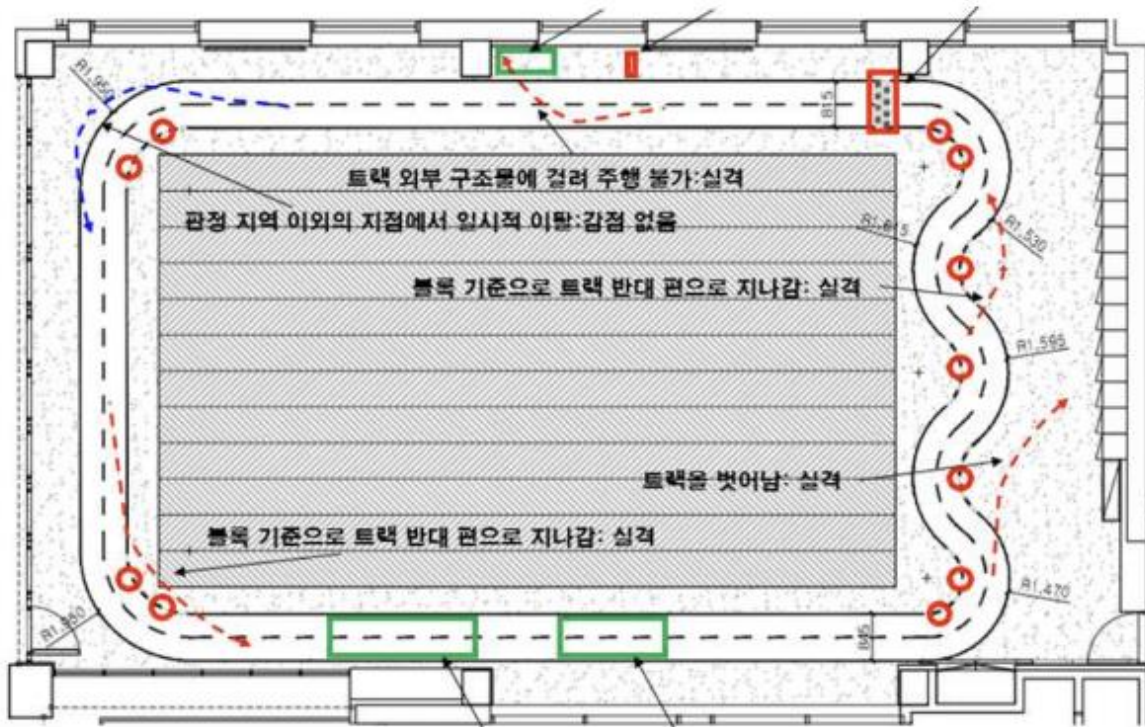 R1,950
815
트랙 외부 구조물에 걸려 주행 불가:실격
판정 지역 이외의 지점에서 일시적 이탈:감점 없음
R1,615
R1,530
블록 기준으로 트랙 반대 편으로 지나감: 실격
R1,595
트랙을 벗어남: 실격
블록 기준으로 트랙 반대 편으로 지나감: 실격
R1,470
R1,950
845